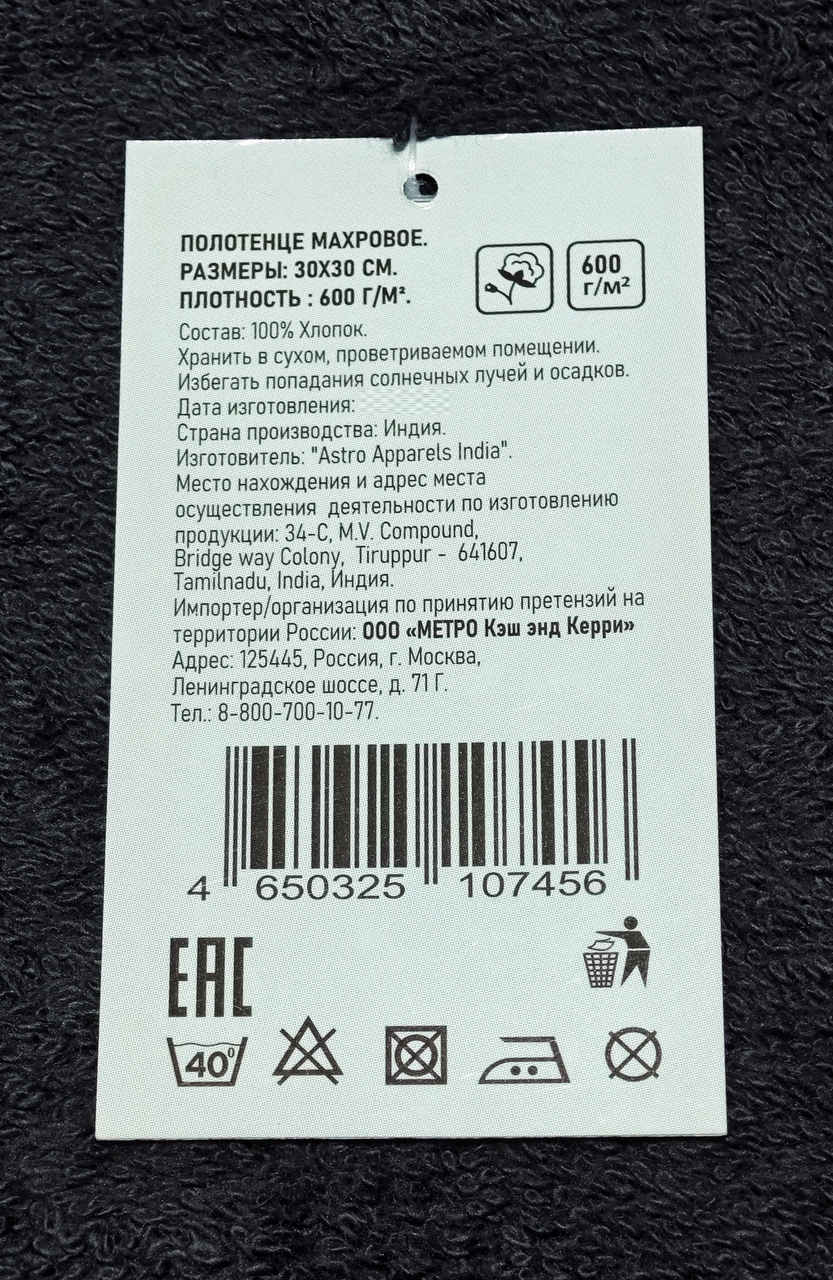 ПОЛОТЕНЦЕ МАХРОВОЕ.
РАЗМЕРЫ: 30X30 СМ.
ПЛОТНОСТЬ : 600 Г/М².
600
г/м²
Состав: 100% Хлопок.
Хранить в сухом, проветриваемом помещении.
Избегать попадания солнечных лучей и осадков.
Дата изготовления:
Страна производства: Индия.
Изготовитель: "Astro Apparels India".
Место нахождения и адрес места
осуществления деятельности по изготовлению
продукции: 34-C, M.V. Compound,
Bridge way Colony, Tiruppur - 641607,
Tamilnadu, India, Индия.
Импортер/организация по принятию претензий на
территории России: ООО «МЕТРО Кэш энд Керри»
Адрес: 125445, Россия, г. Москва,
Ленинградское шоссе, д. 71 Г.
Тел.: 8-800-700-10-77.
4 650325 107456
EAC
40⁰